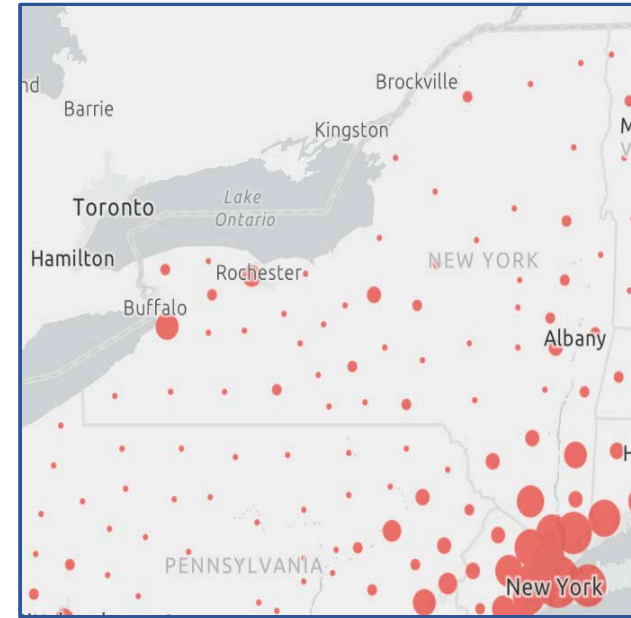 Brockville
Barrie
Kingston
Lake
Ontario
Toronto
Hamilton
Rochester
NEW YORK
Buffalo
Albany
PENNSYLVANIA
New York